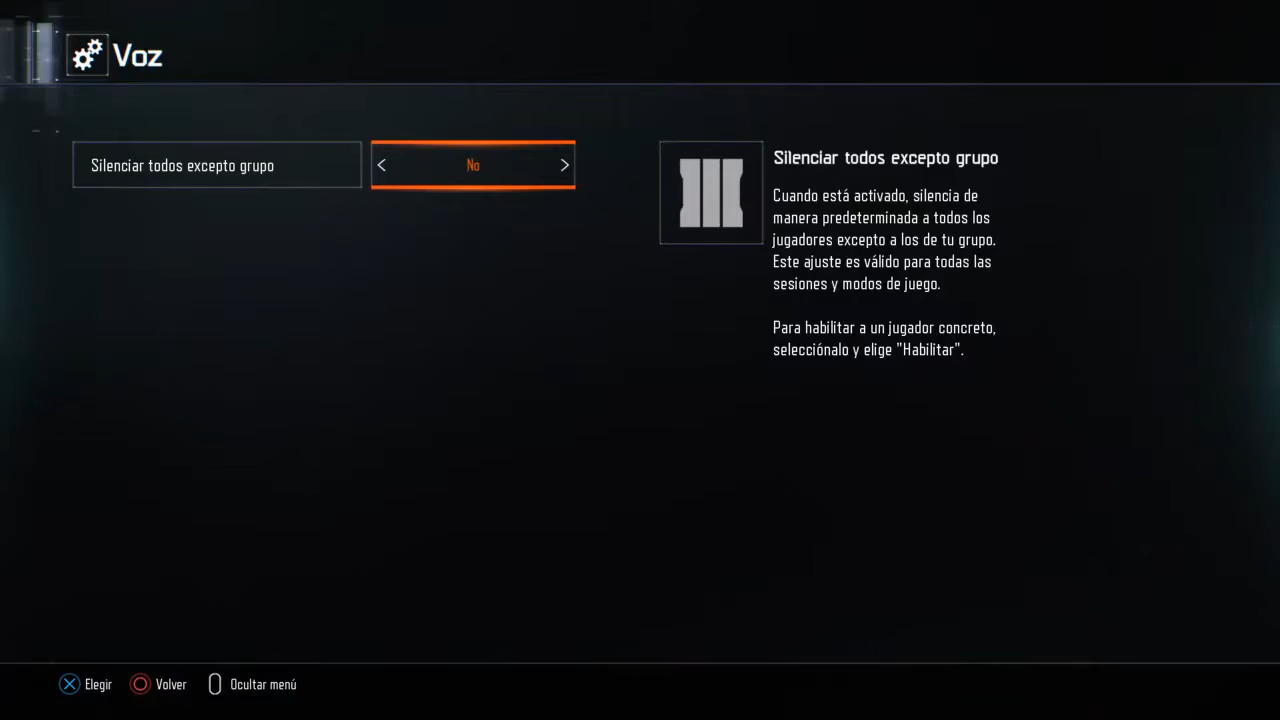 Voz
Silenciar todos excepto grupo
No
Silenciar todos excepto grupo
Cuando está activado, silencia de
manera predeterminada a todos los
jugadores excepto a los de tu grupo.
Este ajuste es válido para todas las
sesiones y modos de juego.
Para habilitar a un jugador concreto,
selecciónalo y elige "Habilitar".
Elegir
Volver
Ocultar menú